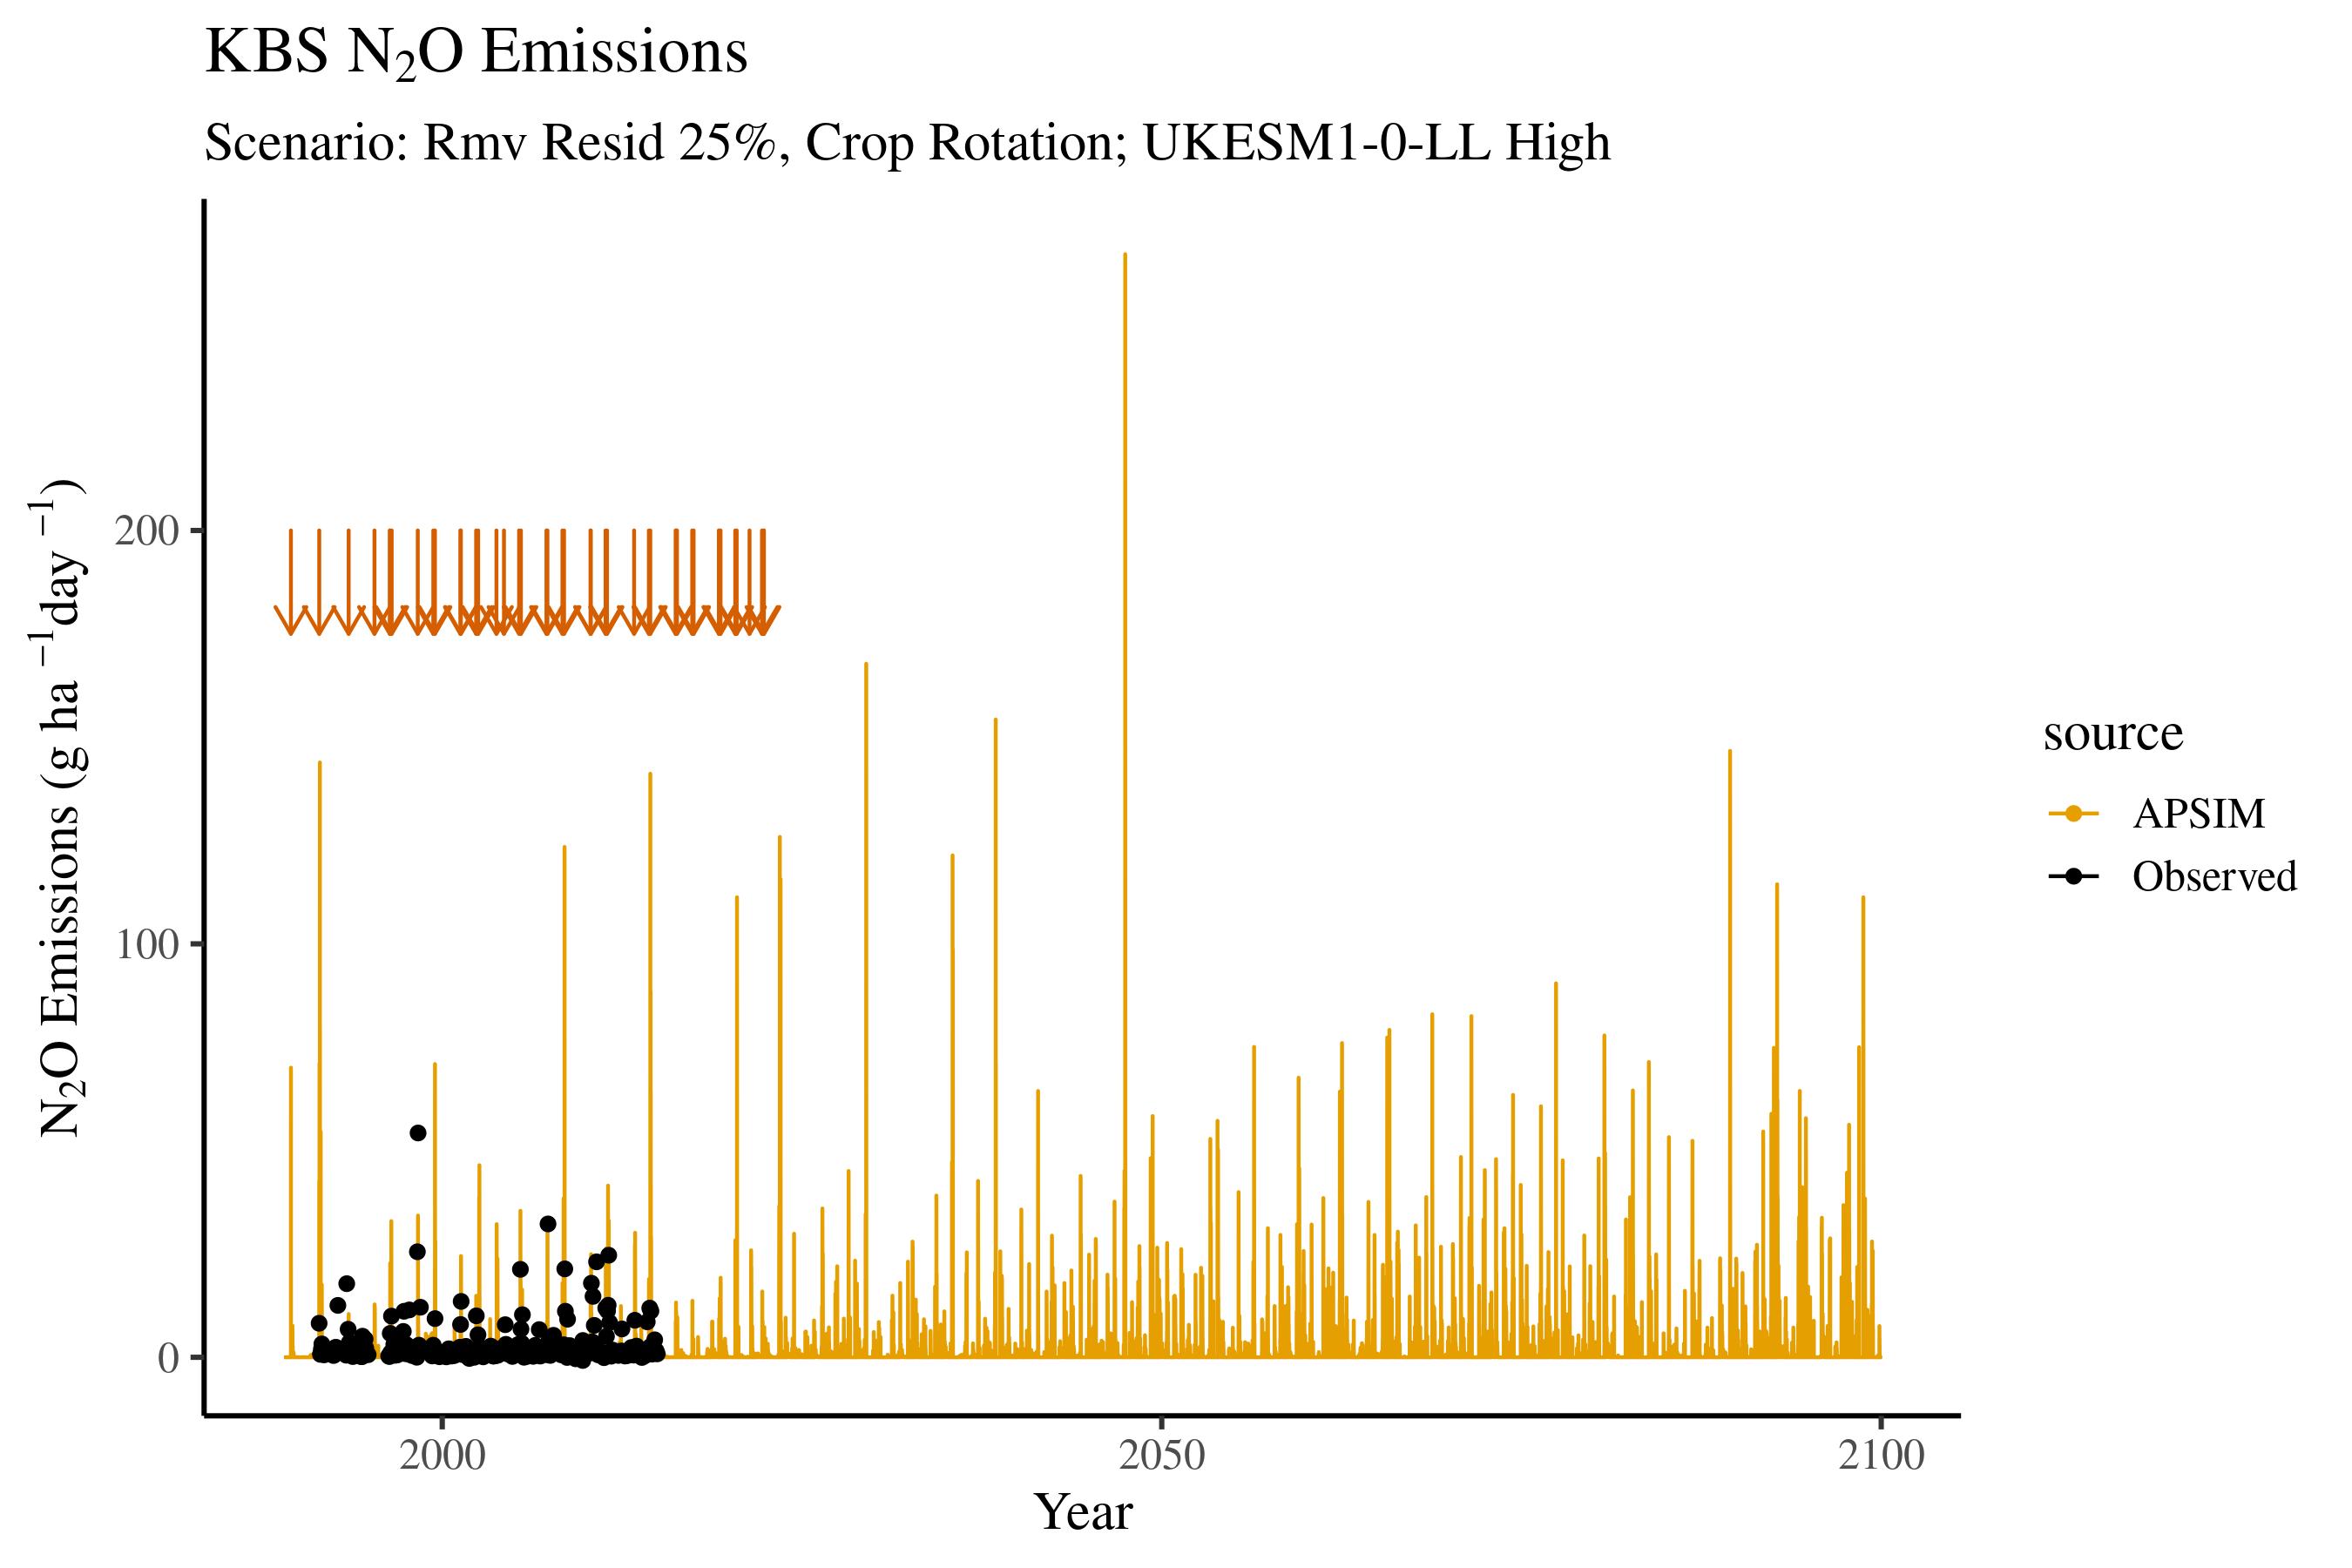 KBS N₂O Emissions
Scenario: Rmv Resid 25%, Crop Rotation; UKESM1-0-LL High
N₂O Emissions (g ha ⁻¹day ⁻¹)
200
100
0
2000
2050
2100
Year
source
APSIM
Observed